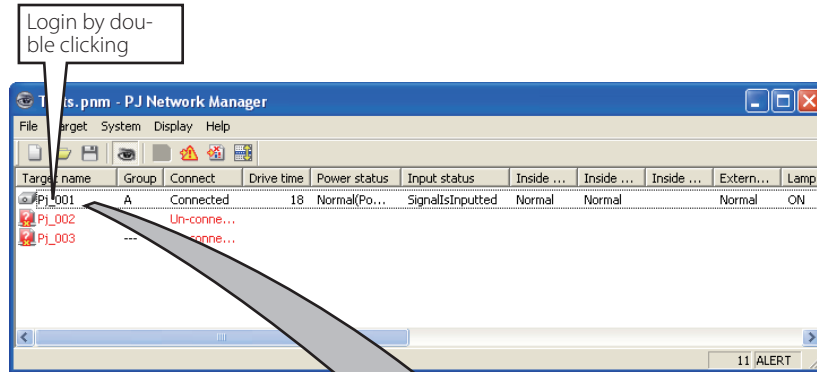 Login by dou-
ble clicking
ts.pnm - PJ Network Manager
File Target System Display Help
Target name Group Connect Drive time Power status Input status Inside ... Inside ... Inside ... Extern... Lamp
Pj_001 A Connected 18 Normal(Po... SignalIsInputted Normal Normal Normal ON
Pj_002 Un-conne...
Pj_003 --- conne...
11 ALERT